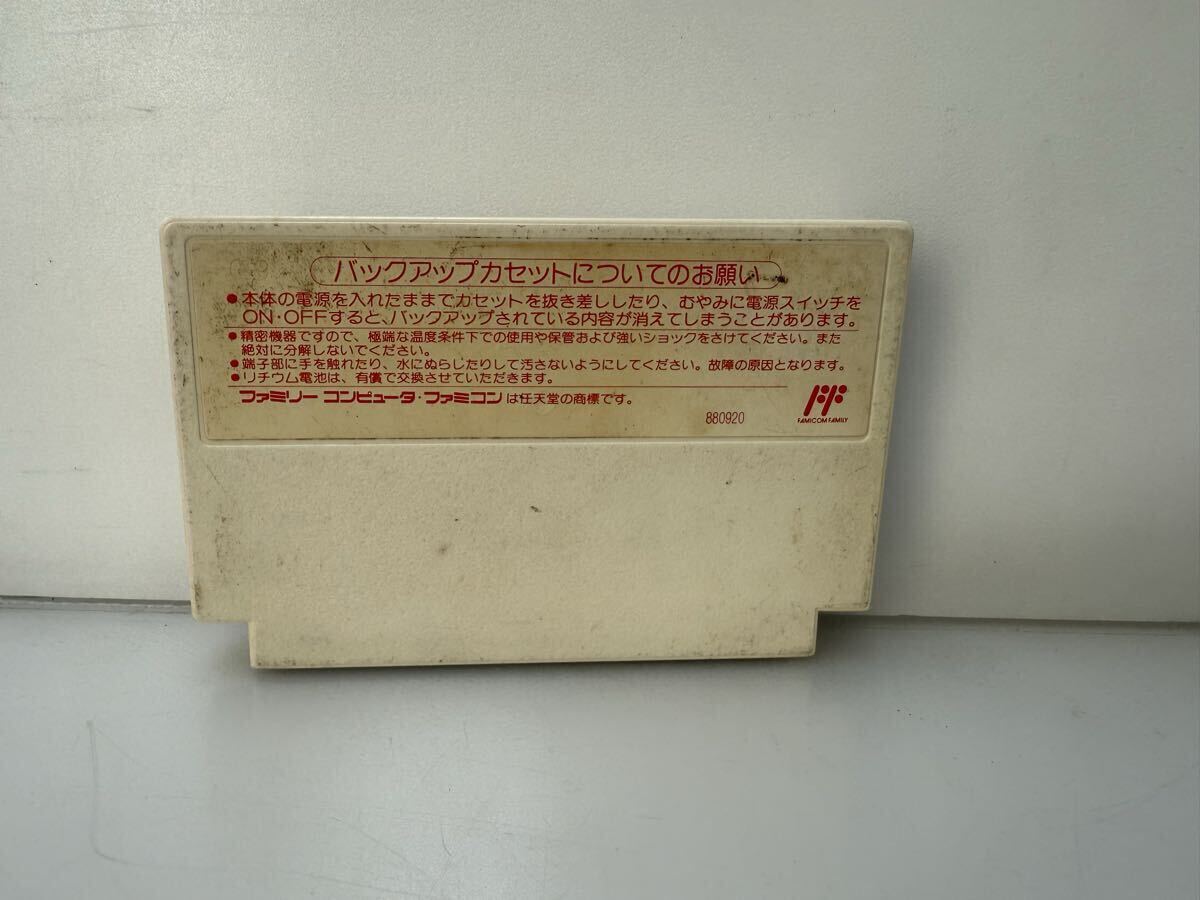 バックアップカセットについてのお願い
●本体の電源を入れたままでカセットを抜き差ししたり、むやみに電源スイッチを
ON・OFFすると、バックアップされている内容が消えてしまうことがあります。
●精密機器ですので、極端な温度条件下での使用や保管および強いショックをさけてください。また
絶対に分解しないでください。
●端子部に手を触れたり、水にぬらしたりして汚さないようにしてください。故障の原因となります。
●リチウム電池は、有償で交換させていただきます。
ファミリー コンピュータ・ファミコンは任天堂の商標です。
880920
FAMICOM FAMILY